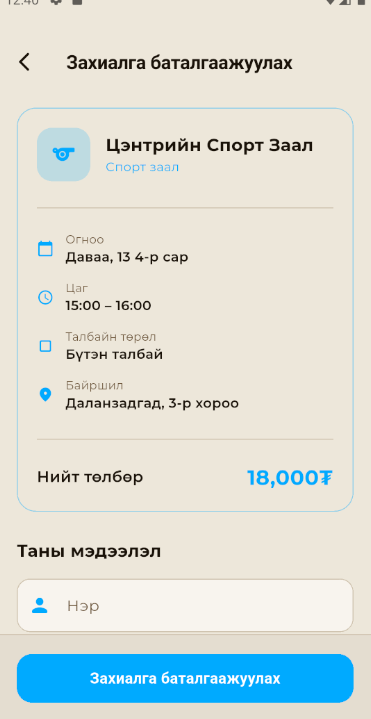 12:40
Захиалга баталгаажуулах
Цэнтрийн Спорт Заал
Спорт заал
Огноо
Даваа, 13 4-р сар
Цаг
15:00 – 16:00
Талбайн төрөл
Бүтэн талбай
Байршил
Даланзадгад, 3-р хороо
Нийт төлбөр
18,000₮
Таны мэдээлэл
Нэр
Захиалга баталгаажуулах